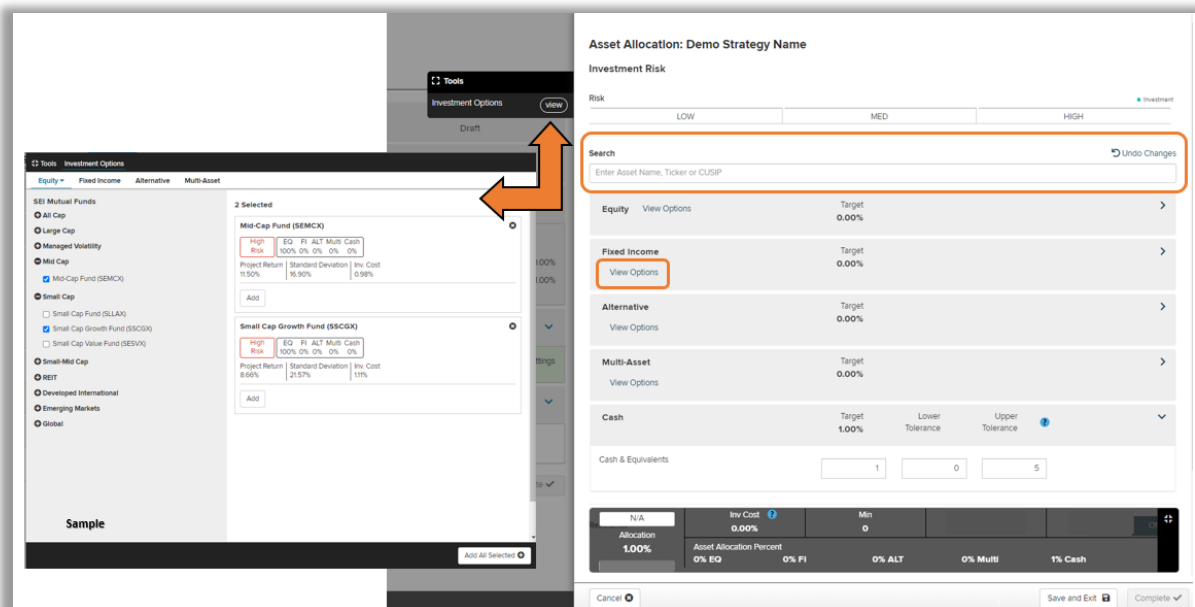 Tools
Investment Options
view
Draft
Tools Investment Options
Equity Fixed Income Alternative Multi-Asset
SEI Mutual Funds
All Cap
Large Cap
Managed Volatility
Mid Cap
Mid-Cap Fund (SEMCX)
Small Cap
Small Cap Fund (SLLAX)
Small Cap Growth Fund (SSCGX)
Small Cap Value Fund (SESVX)
Small-Mid Cap
REIT
Developed International
Emerging Markets
Global
Sample
2 Selected
Mid-Cap Fund (SEMCX)
High Risk
EQ FI ALT Multi Cash
100% 0% 0% 0% 0%
Project Return Standard Deviation Inv. Cost
11.50% 16.90% 0.98%
Add
Small Cap Growth Fund (SSCGX)
High Risk
EQ FI ALT Multi Cash
100% 0% 0% 0% 0%
Project Return Standard Deviation Inv. Cost
8.66% 21.57% 1.11%
Add
Add All Selected
Asset Allocation: Demo Strategy Name
Investment Risk
Risk
Investment
LOW MED HIGH
Search
Undo Changes
Enter Asset Name, Ticker or CUSIP
Equity View Options Target
0.00%
Fixed Income Target
0.00%
View Options
Alternative Target
0.00%
View Options
Multi-Asset Target
0.00%
View Options
Cash Target Lower Tolerance Upper Tolerance
1.00%
Cash & Equivalents 1 0 5
N/A
Allocation
1.00%
Inv Cost Min
0.00% 0
Asset Allocation Percent
0% EQ 0% FI 0% ALT 0% Multi 1% Cash
Cancel Save and Exit Complete